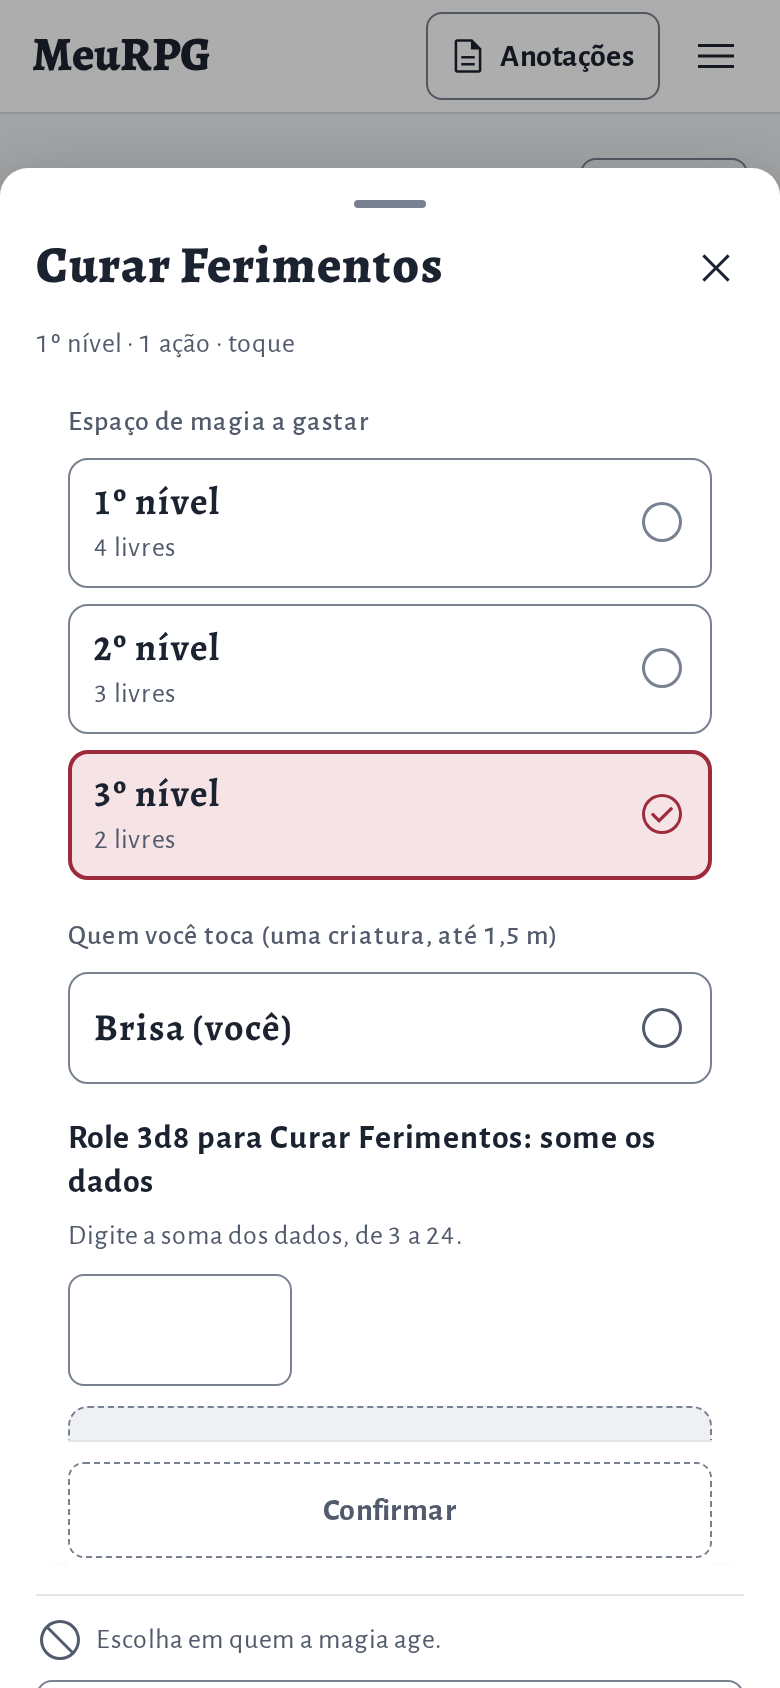 MeuRPG
Anotações
Curar Ferimentos
1º nível · 1 ação · toque
Espaço de magia a gastar
1º nível
4 livres
2º nível
3 livres
3º nível
2 livres
Quem você toca (uma criatura, até 1,5 m)
Brisa (você)
Role 3d8 para Curar Ferimentos: some os
dados
Digite a soma dos dados, de 3 a 24.
Confirmar
Escolha em quem a magia age.